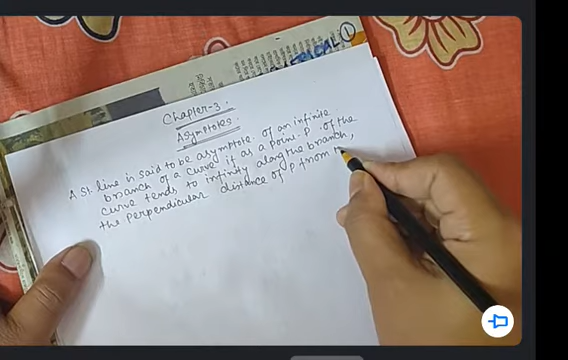 Chapter-3.
Asymptotes
A St. line is said to be asymptote of an infinite
branch of a curve if as a point P of the
curve tends to infinity along the branch,
the perpendicular distance of P from
1